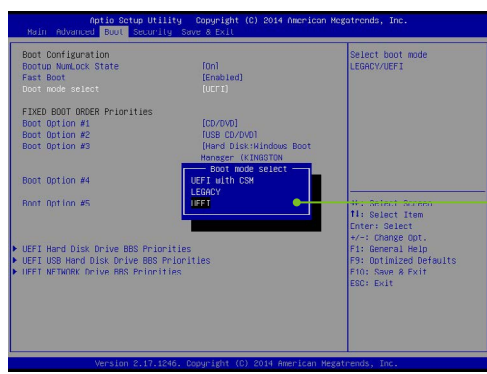 Aptio Setup Utility Copyright (C) 2014 American Megatrends, Inc.
Main Advanced Boot Security Save & Exit
Boot Configuration
Bootup NumLock State [On]
Fast Boot [Enabled]
Boot mode select [UEFI]
FIXED BOOT ORDER Priorities
Boot Option #1 [CD/DVD]
Boot Option #2 [USB CD/DVD]
Boot Option #3 [Hard Disk:Windows Boot
Manager (KINGSTON
Boot Option #4
Boot Option #5
Boot mode select
UEFI with CSM
LEGACY
UEFI
▶ UEFI Hard Disk Drive BBS Priorities
▶ UEFI USB Hard Disk Drive BBS Priorities
▶ UEFI NETWORK Drive BBS Priorities
Select boot mode
LEGACY/UEFI
: Select Screen
↑↓: Select Item
Enter: Select
+/-: Change Opt.
F1: General Help
F9: Optimized Defaults
F10: Save & Exit
ESC: Exit
Version 2.17.1246. Copyright (C) 2014 American Megatrends, Inc.